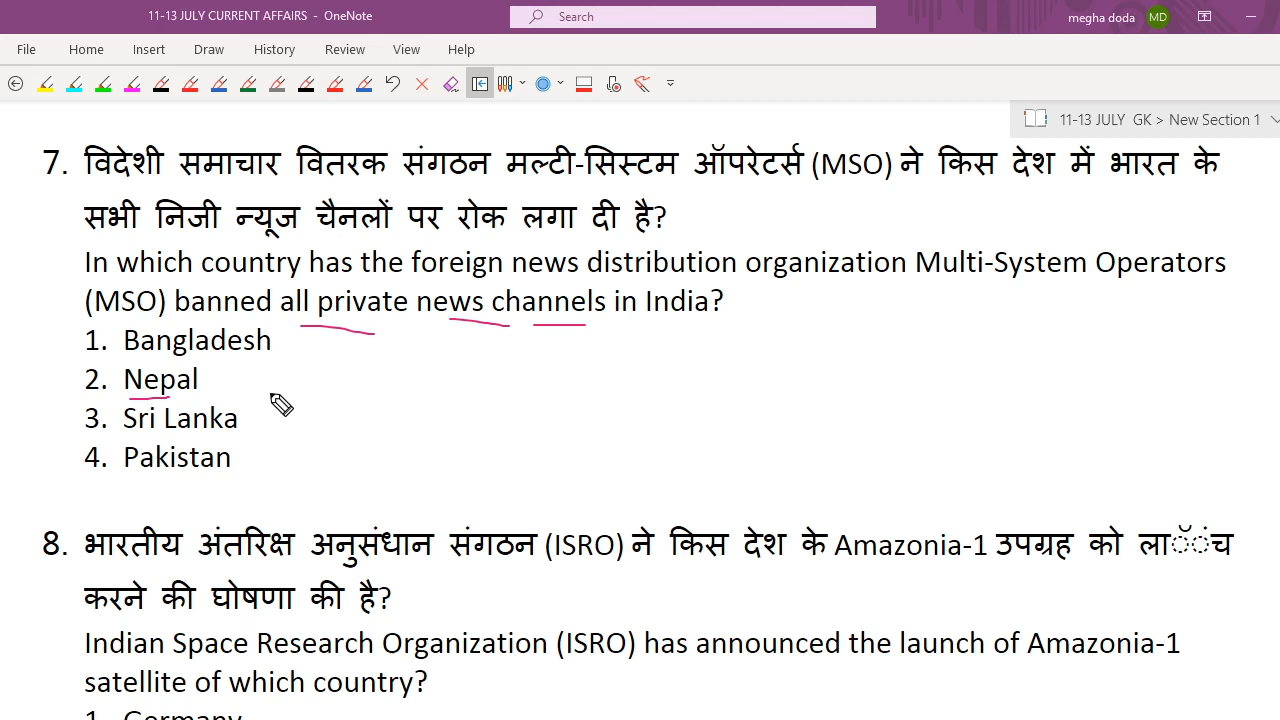 11-13 JULY CURRENT AFFAIRS - OneNote
Search
megha doda MD
File Home Insert Draw History Review View Help
11-13 JULY GK > New Section 1
7. विदेशी समाचार वितरक संगठन मल्टी-सिस्टम ऑपरेटर्स (MSO) ने किस देश में भारत के
सभी निजी न्यूज चैनलों पर रोक लगा दी है?
In which country has the foreign news distribution organization Multi-System Operators
(MSO) banned all private news channels in India?
1. Bangladesh
2. Nepal
3. Sri Lanka
4. Pakistan
8. भारतीय अंतरिक्ष अनुसंधान संगठन (ISRO) ने किस देश के Amazonia-1 उपग्रह को लाॅंच
करने की घोषणा की है?
Indian Space Research Organization (ISRO) has announced the launch of Amazonia-1
satellite of which country?
1. Germany